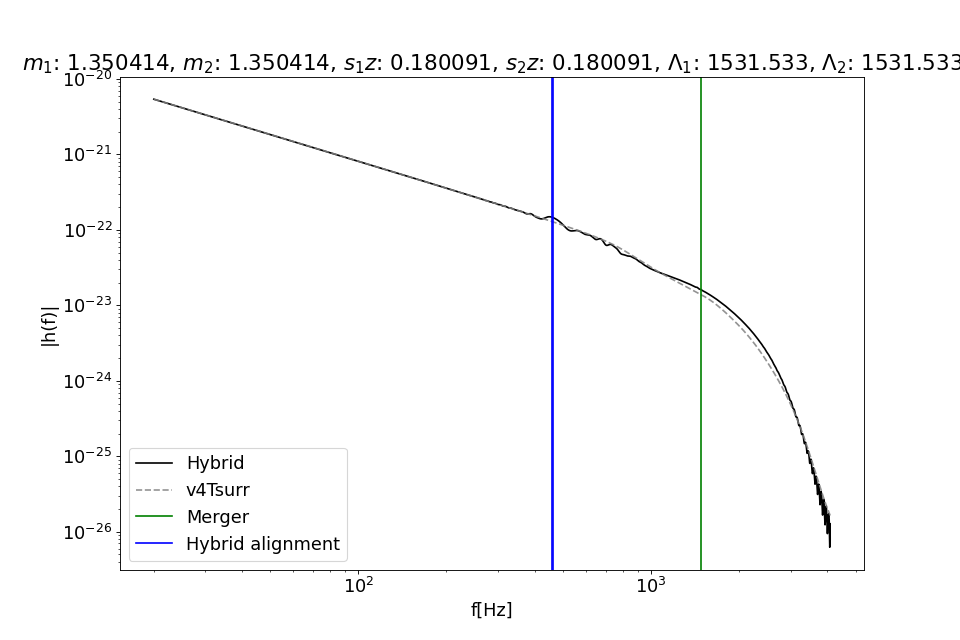 m₁: 1.350414, m₂: 1.350414, s₁z: 0.180091, s₂z: 0.180091, Λ₁: 1531.533, Λ₂: 1531.533
10⁻²⁰
10⁻²¹
10⁻²²
10⁻²³
10⁻²⁴
10⁻²⁵
10⁻²⁶
|h(f)|
Hybrid
v4Tsurr
Merger
Hybrid alignment
10² 10³
f[Hz]